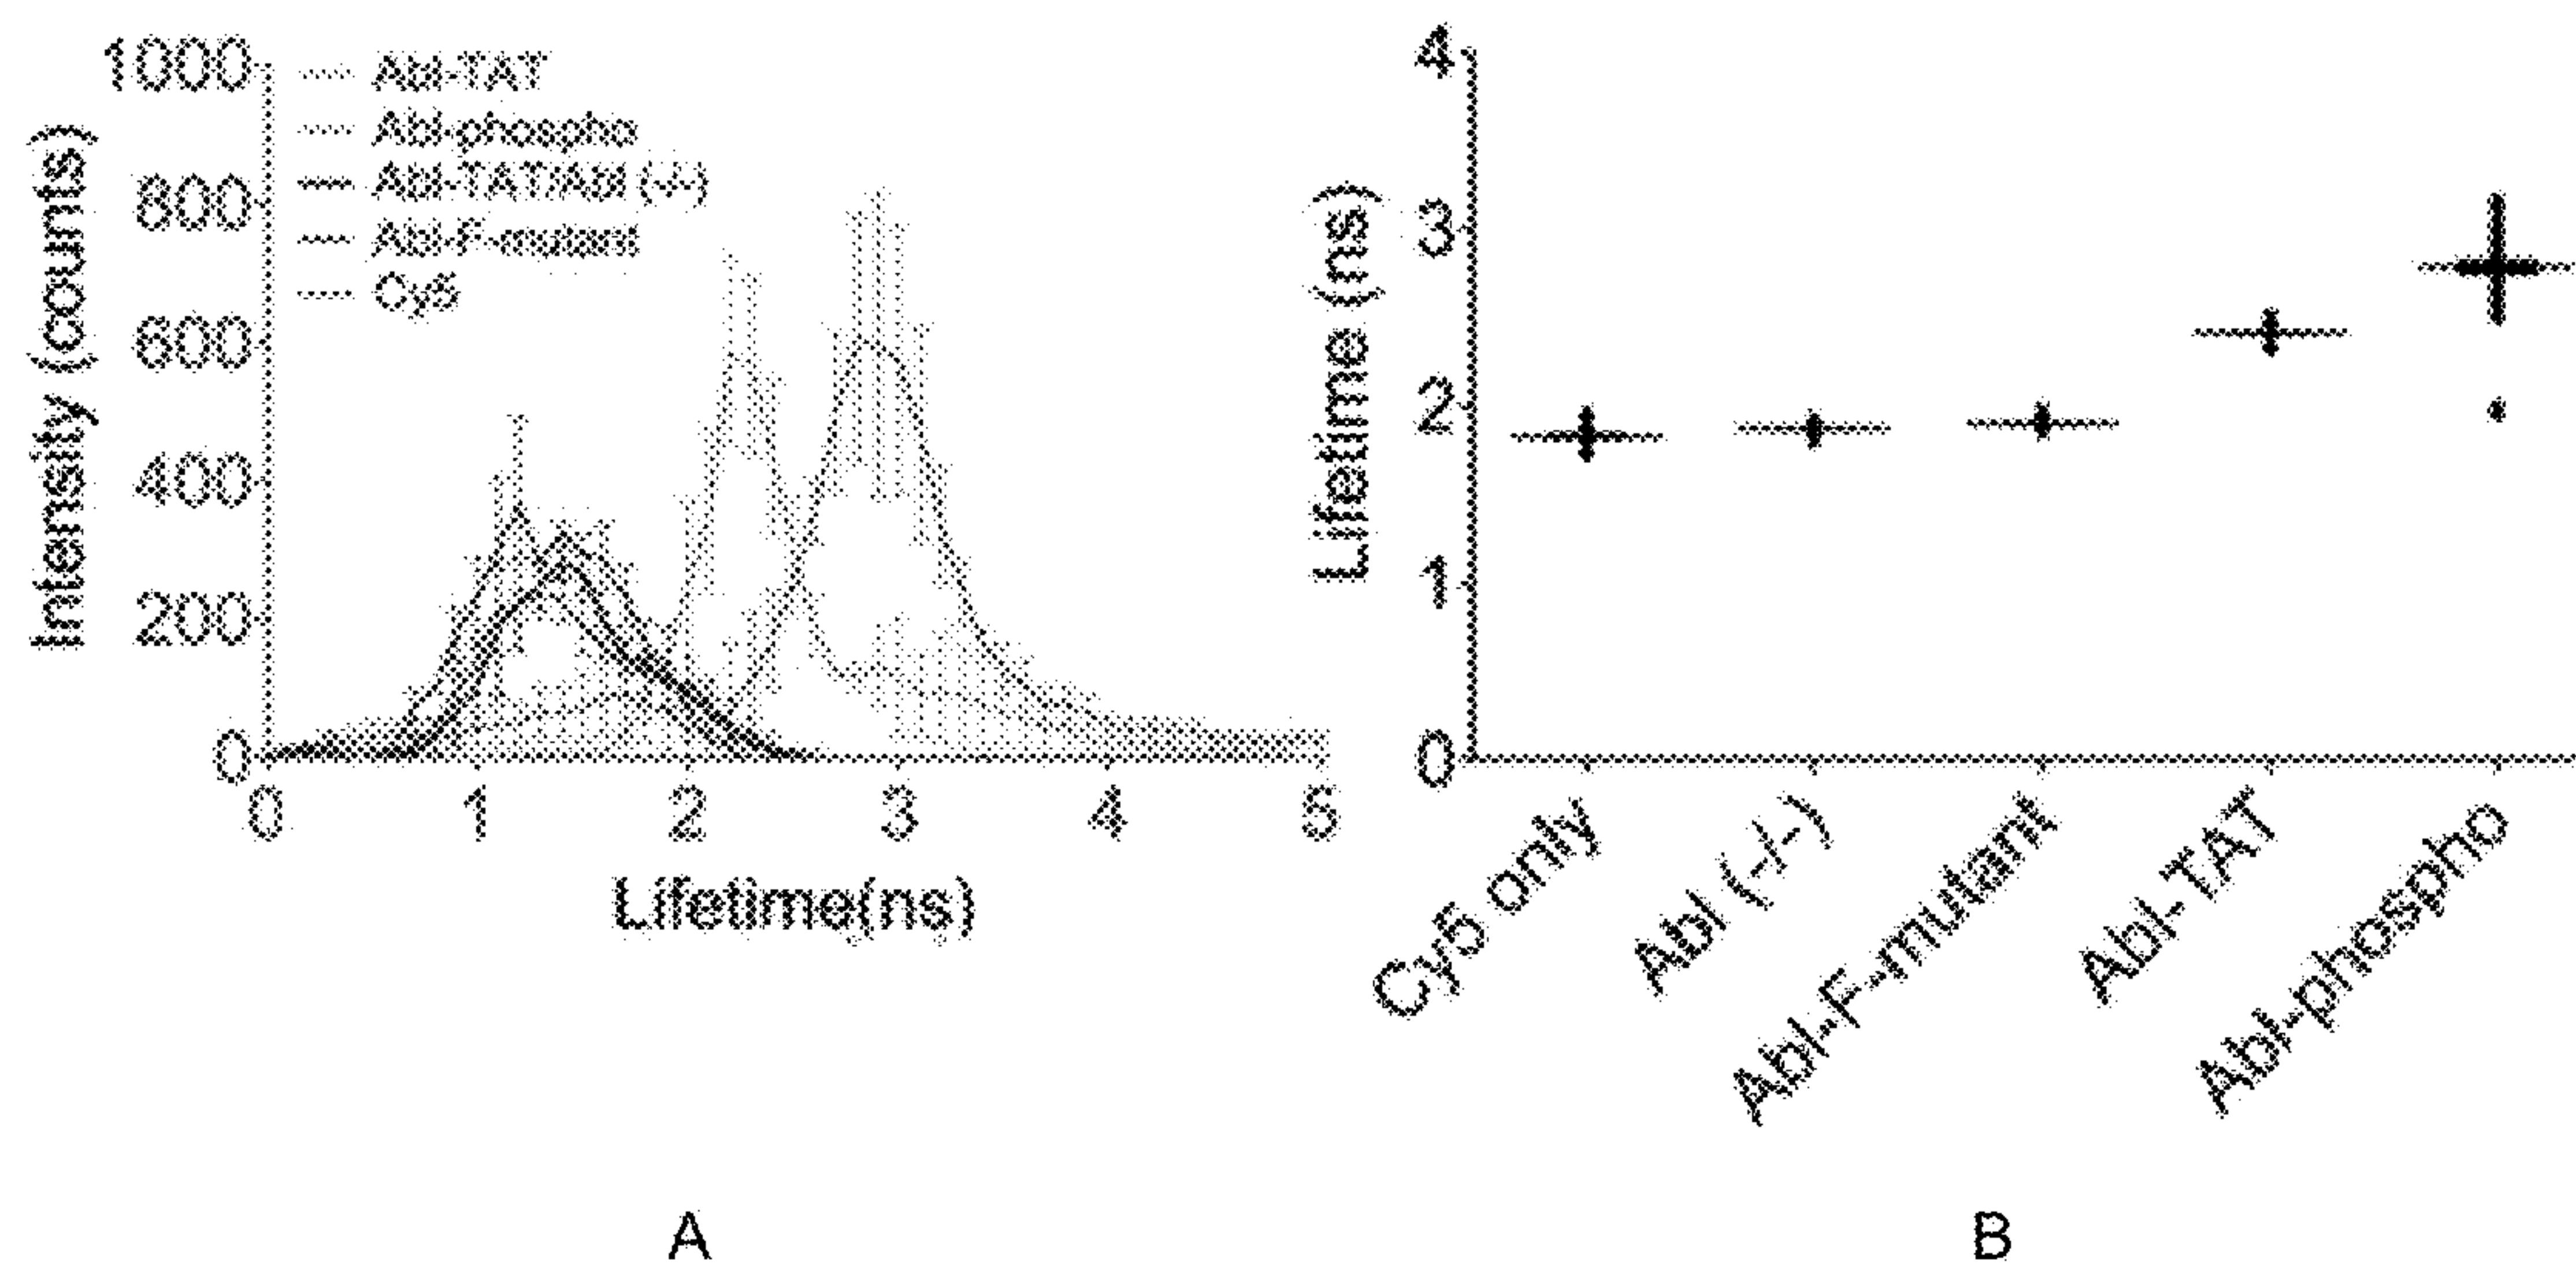 1000
800
600
400
200
0
Intensity (counts)
Abl-TAT
Abl-phospho
Abl-TAT/Abl (-/-)
Abl-F-mutant
Cy5
0 1 2 3 4 5
Lifetime(ns)
A
4
3
2
1
0
Lifetime (ns)
Cy5 only
Abl (-/-)
Abl-F-mutant
Abl-TAT
Abl-phospho
B